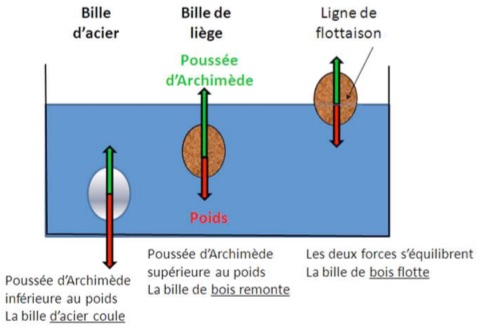 Bille
d'acier
Bille de
liège
Ligne de
flottaison
Poussée
d'Archimède
Poids
Poussée d'Archimède
inférieure au poids
La bille d'acier coule
Poussée d'Archimède
supérieure au poids
La bille de bois remonte
Les deux forces s'équilibrent
La bille de bois flotte